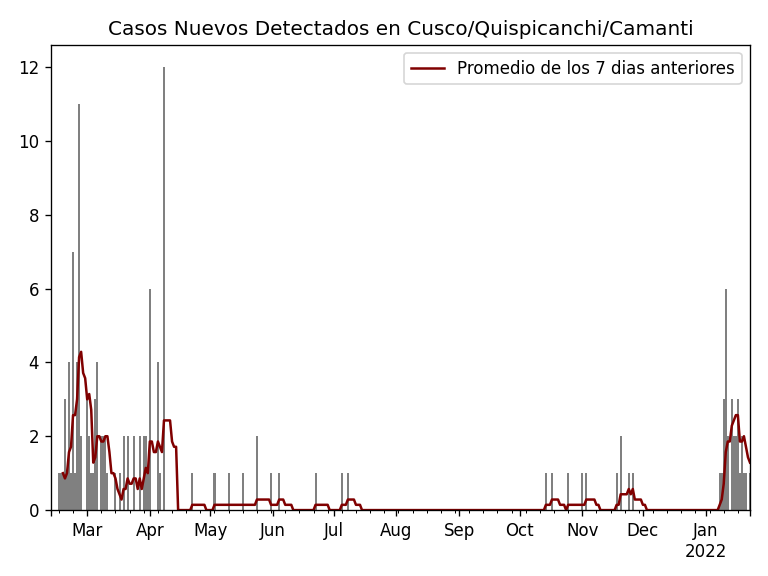 Casos Nuevos Detectados en Cusco/Quispicanchi/Camanti
Promedio de los 7 dias anteriores
12
10
8
6
4
2
0
Mar Apr May Jun Jul Aug Sep Oct Nov Dec Jan
2022